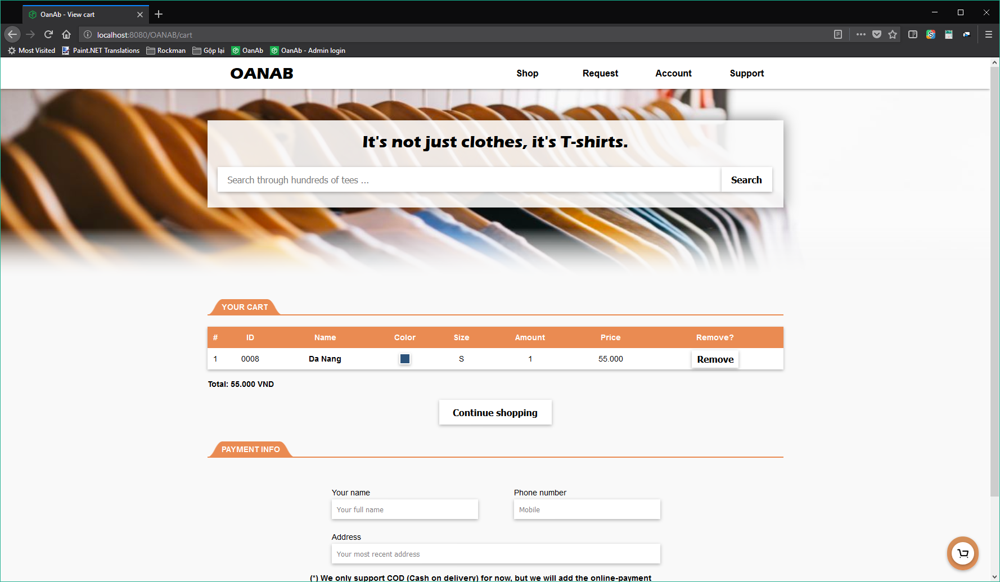 OanAb - View cart
localhost:8080/OANAB/cart
Most Visited Paint.NET Translations Rockman Gộp lại OanAb OanAb - Admin login
OANAB Shop Request Account Support
It's not just clothes, it's T-shirts.
Search through hundreds of tees ... Search
YOUR CART
# ID Name Color Size Amount Price Remove?
1 0008 Da Nang S 1 55.000 Remove
Total: 55.000 VND
Continue shopping
PAYMENT INFO
Your name Phone number
Your full name Mobile
Address
Your most recent address
(*) We only support COD (Cash on delivery) for now, but we will add the online-payment